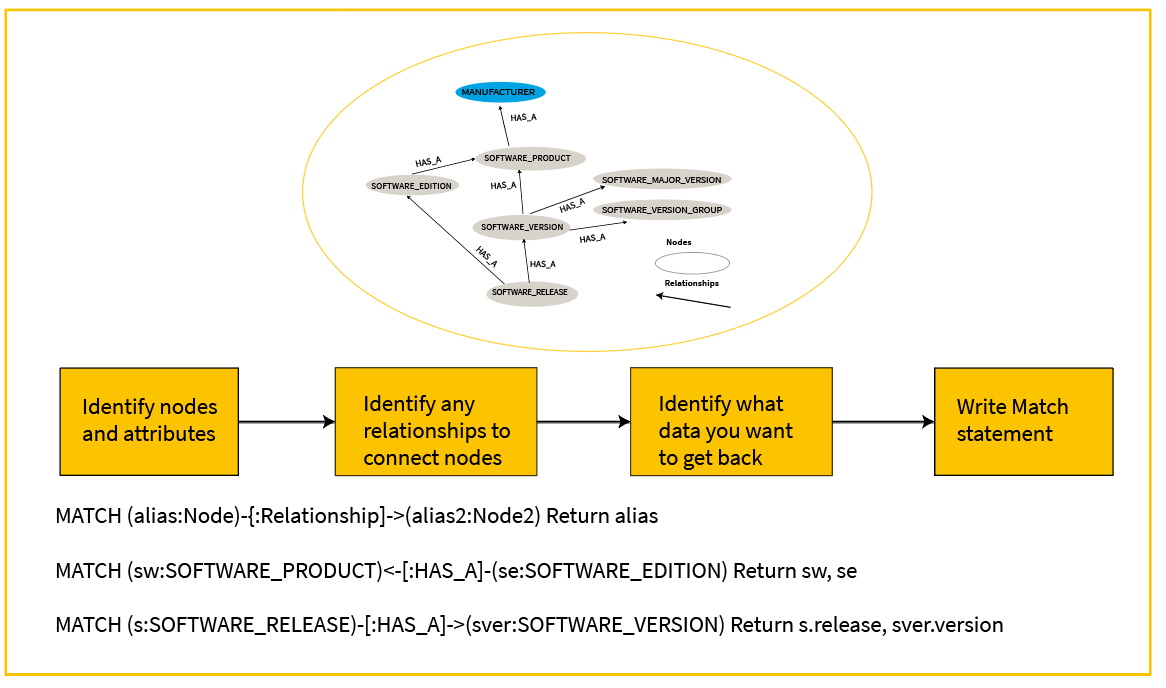 MANUFACTURER
HAS_A
SOFTWARE_PRODUCT
HAS_A
SOFTWARE_EDITION
HAS_A
SOFTWARE_MAJOR_VERSION
HAS_A
SOFTWARE_VERSION_GROUP
SOFTWARE_VERSION
HAS_A
Nodes
HAS_A
HAS_A
Relationships
SOFTWARE_RELEASE
Identify nodes
and attributes
Identify any
relationships to
connect nodes
Identify what
data you want
to get back
Write Match
statement
MATCH (alias:Node)-{:Relationship]->(alias2:Node2) Return alias
MATCH (sw:SOFTWARE_PRODUCT)<-[:HAS_A]-(se:SOFTWARE_EDITION) Return sw, se
MATCH (s:SOFTWARE_RELEASE)-[:HAS_A]->(sver:SOFTWARE_VERSION) Return s.release, sver.version